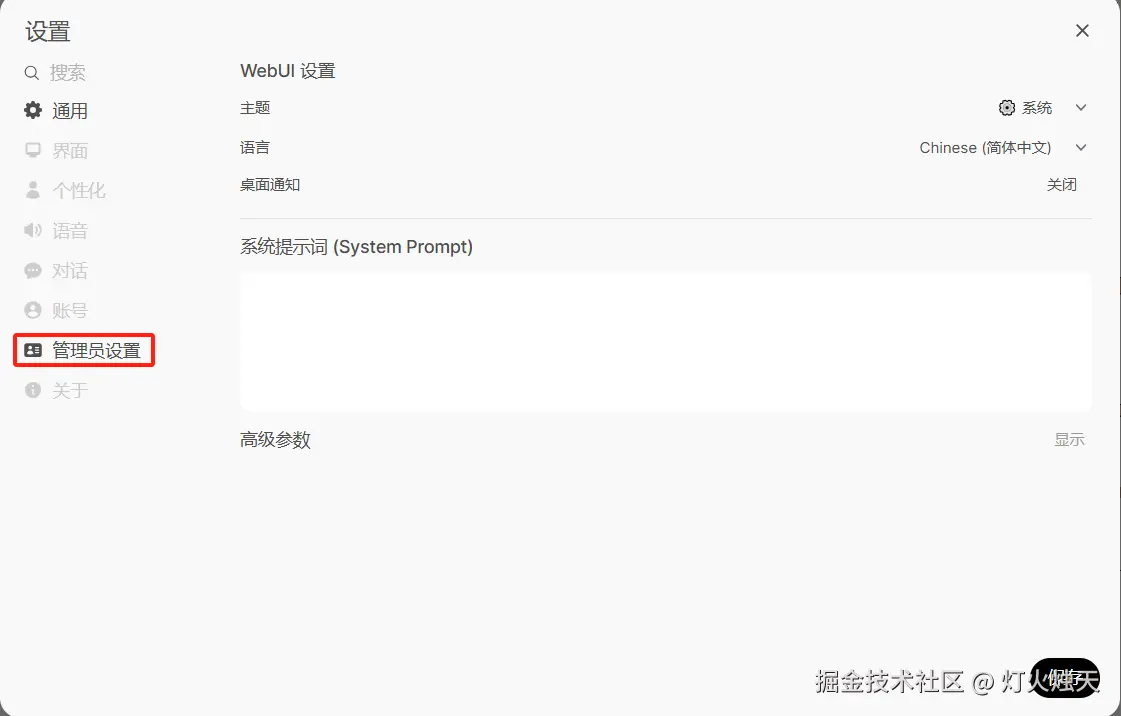 设置
搜索
通用
界面
个性化
语音
对话
账号
管理员设置
关于
WebUI 设置
主题
系统
语言
Chinese (简体中文)
桌面通知
关闭
系统提示词 (System Prompt)
高级参数
显示
保存
掘金技术社区 @ 灯火烛天